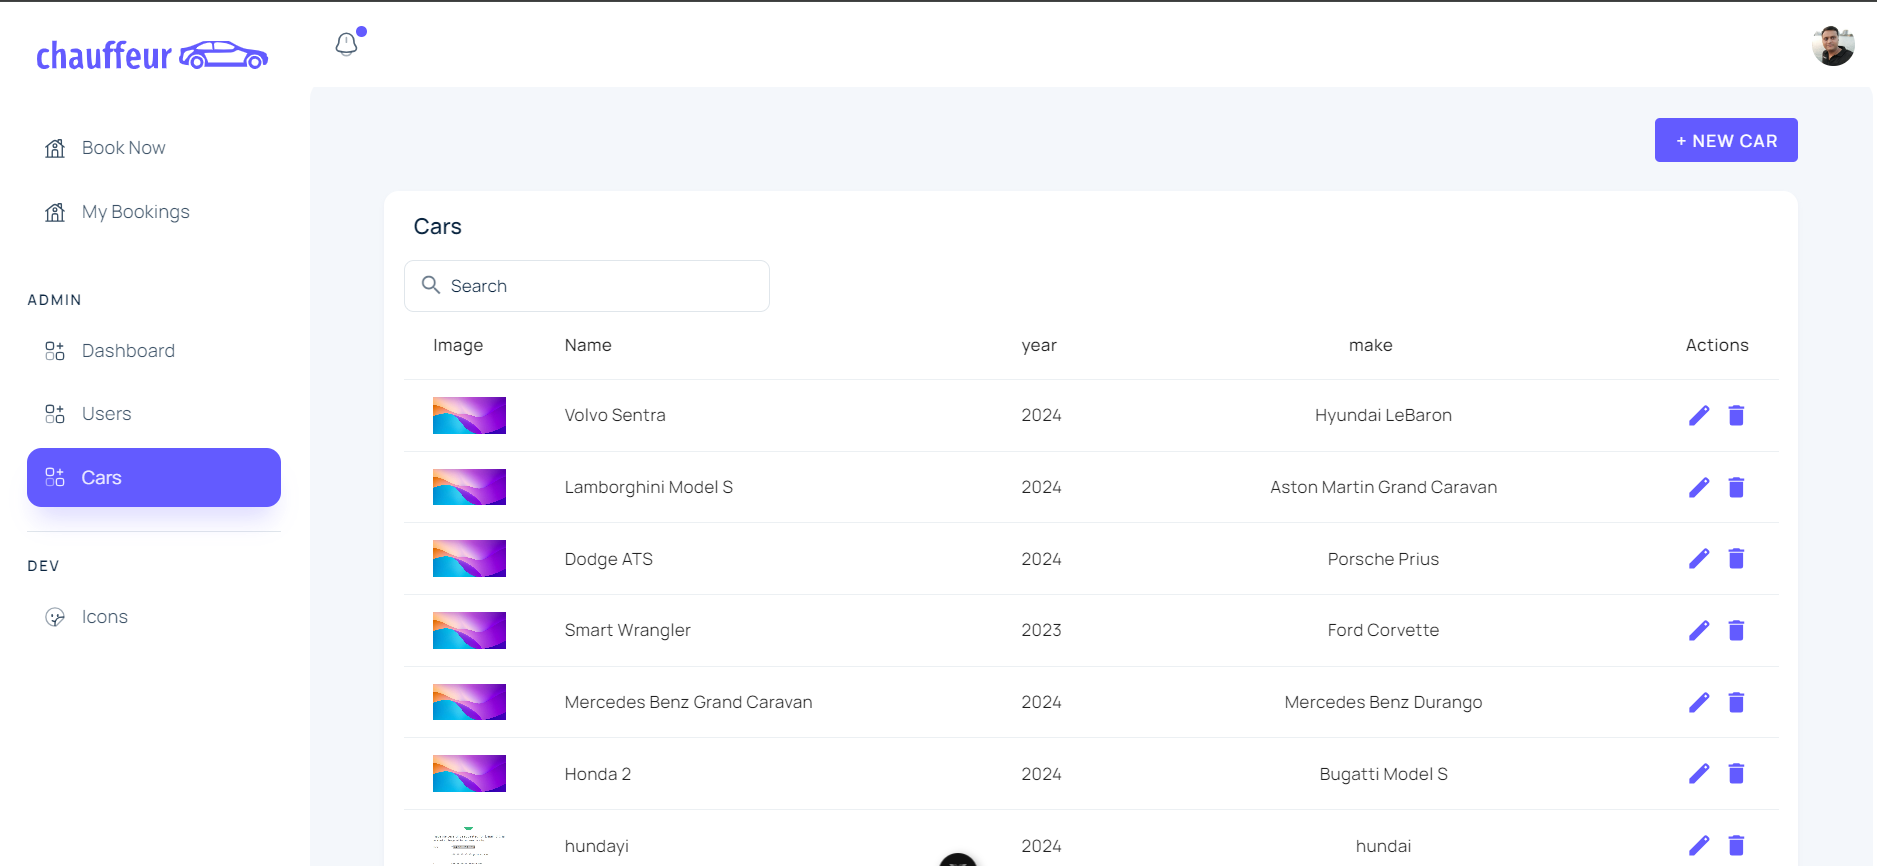 chauffeur
Book Now
My Bookings
ADMIN
Dashboard
Users
Cars
DEV
Icons
+ NEW CAR
Cars
Search
Image Name year make Actions
Volvo Sentra 2024 Hyundai LeBaron
Lamborghini Model S 2024 Aston Martin Grand Caravan
Dodge ATS 2024 Porsche Prius
Smart Wrangler 2023 Ford Corvette
Mercedes Benz Grand Caravan 2024 Mercedes Benz Durango
Honda 2 2024 Bugatti Model S
hundayi 2024 hundai